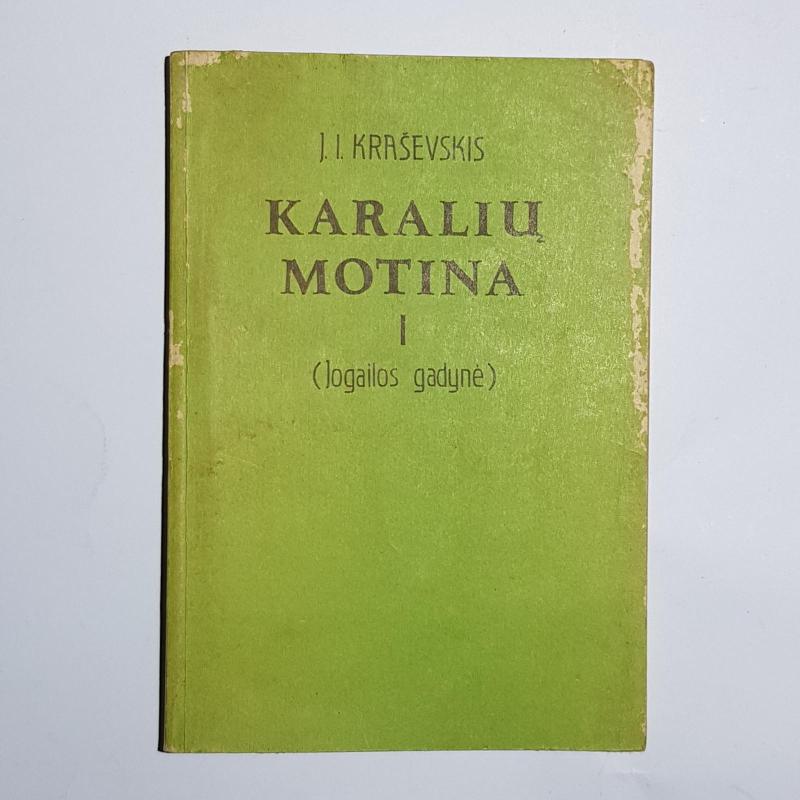 J. I. KRAŠEVSKIS
KARALIŲ
MOTINA
I
(Jogailos gadynė)